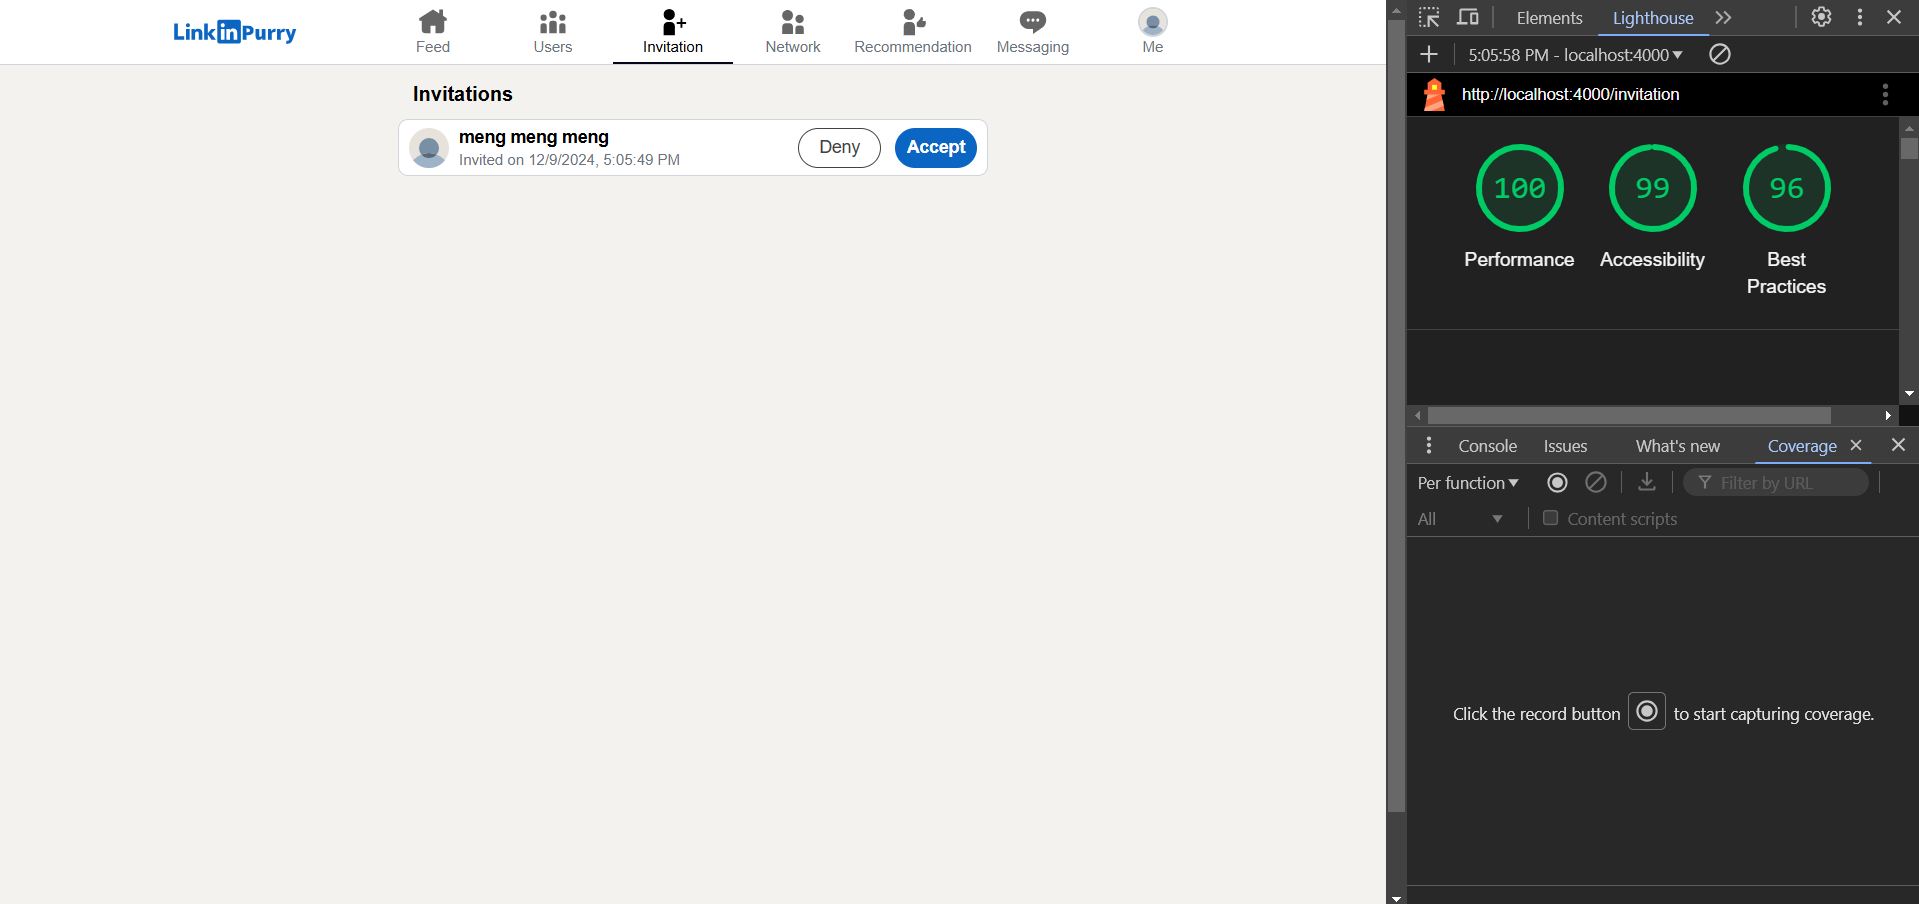 LinkinPurry
Feed
Users
Invitation
Network
Recommendation
Messaging
Me
Invitations
meng meng meng
Invited on 12/9/2024, 5:05:49 PM
Deny
Accept
Elements
Lighthouse
5:05:58 PM - localhost:4000
http://localhost:4000/invitation
100
99
96
Performance
Accessibility
Best
Practices
Console
Issues
What's new
Coverage
Per function
Filter by URL
All
Content scripts
Click the record button to start capturing coverage.